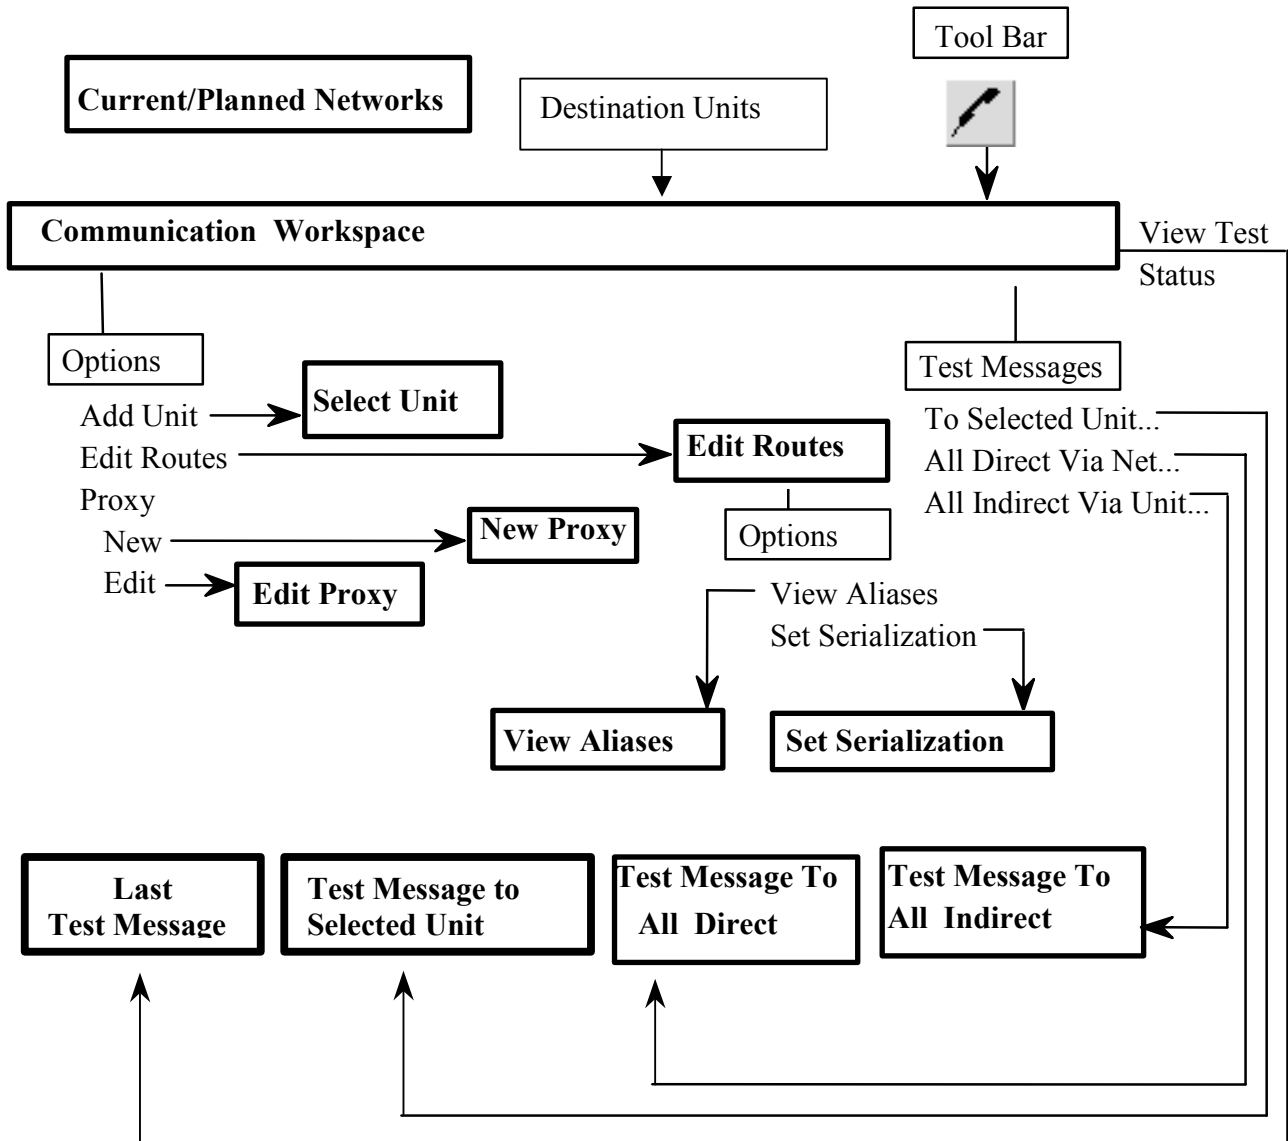 Tool Bar
Current/Planned Networks
Destination Units
Communication Workspace
View Test
Status
Options
Test Messages
Add Unit
Select Unit
To Selected Unit...
Edit Routes
Edit Routes
All Direct Via Net...
Proxy
All Indirect Via Unit...
New
New Proxy
Options
Edit
Edit Proxy
View Aliases
Set Serialization
View Aliases
Set Serialization
Last
Test Message
Test Message to
Selected Unit
Test Message To
All Direct
Test Message To
All Indirect